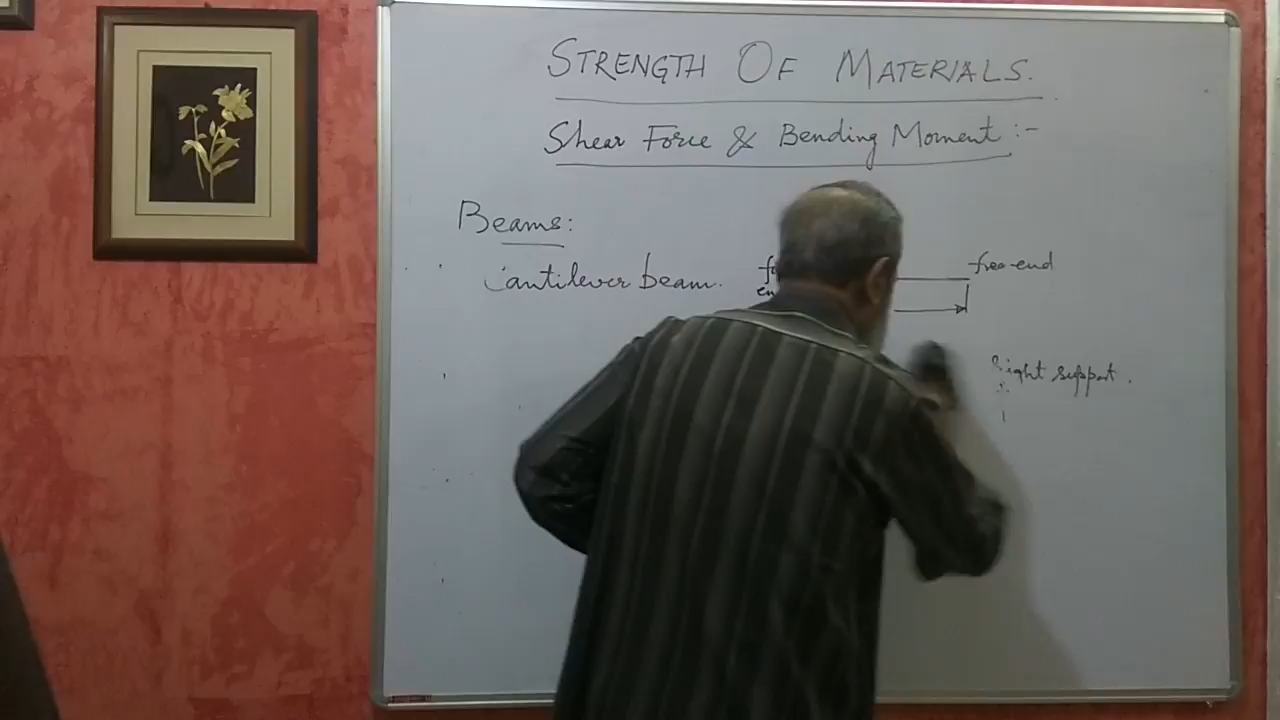 STRENGTH OF MATERIALS.
Shear Force & Bending Moment :-
Beams:
Cantilever beam.
free end
Right support.